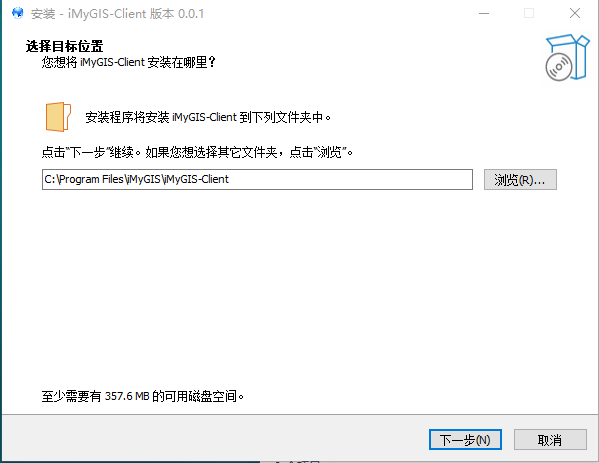 安装 - iMyGIS-Client 版本 0.0.1
选择目标位置
您想将 iMyGIS-Client 安装在哪里？
安装程序将安装 iMyGIS-Client 到下列文件夹中。
点击“下一步”继续。如果您想选择其它文件夹，点击“浏览”。
C:\Program Files\iMyGIS\iMyGIS-Client
浏览(R)...
至少需要有 357.6 MB 的可用磁盘空间。
下一步(N)
取消